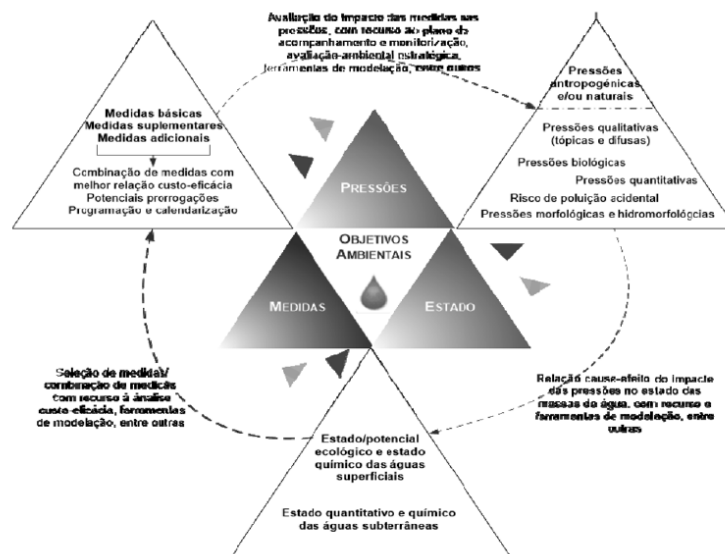 Avaliação do impacte das medidas nas
pressões, com recurso ao plano de
acompanhamento e monitorização,
avaliação ambiental estratégica,
ferramentas de modelação, entre outros
Medidas básicas
Medidas suplementares
Medidas adicionais
Combinação de medidas com
melhor relação custo-eficácia
Potenciais prorrogações
Programação e calendarização
Pressões
antropogénicas
e/ou naturais
Pressões qualitativas
(tópicas e difusas)
Pressões biológicas
Pressões quantitativas
Risco de poluição acidental
Pressões morfológicas e hidromorfológcias
PRESSÕES
OBJETIVOS
AMBIENTAIS
MEDIDAS
ESTADO
Seleção de medidas/
combinação de medidas
com recurso à análise
custo-eficácia, ferramentas
de modelação, entre outras
Relação cause-efeito do impacte
das pressões no estado das
massas de água, com recurso a
ferramentas de modelação, entre
outras
Estado/potencial
ecológico e estado
químico das águas
superficiais
Estado quantitativo e químico
das águas subterrâneas